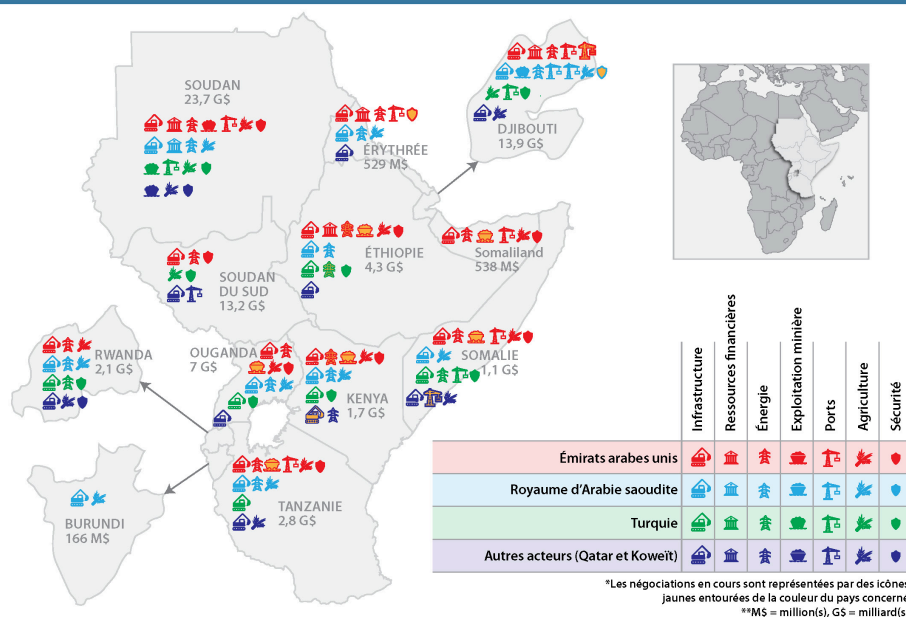 SOUDAN
23,7 G$
ÉRYTHRÉE
529 M$
DJIBOUTI
13,9 G$
ÉTHIOPIE
4,3 G$
Somaliland
538 M$
SOUDAN
DU SUD
13,2 G$
RWANDA
2,1 G$
OUGANDA
7 G$
KENYA
1,7 G$
SOMALIE
1,1 G$
BURUNDI
166 M$
TANZANIE
2,8 G$
Infrastructure
Ressources financières
Énergie
Exploitation minière
Ports
Agriculture
Sécurité
Émirats arabes unis
Royaume d'Arabie saoudite
Turquie
Autres acteurs (Qatar et Koweït)
*Les négociations en cours sont représentées par des icônes
jaunes entourées de la couleur du pays concerné
**M$ = million(s), G$ = milliard(s